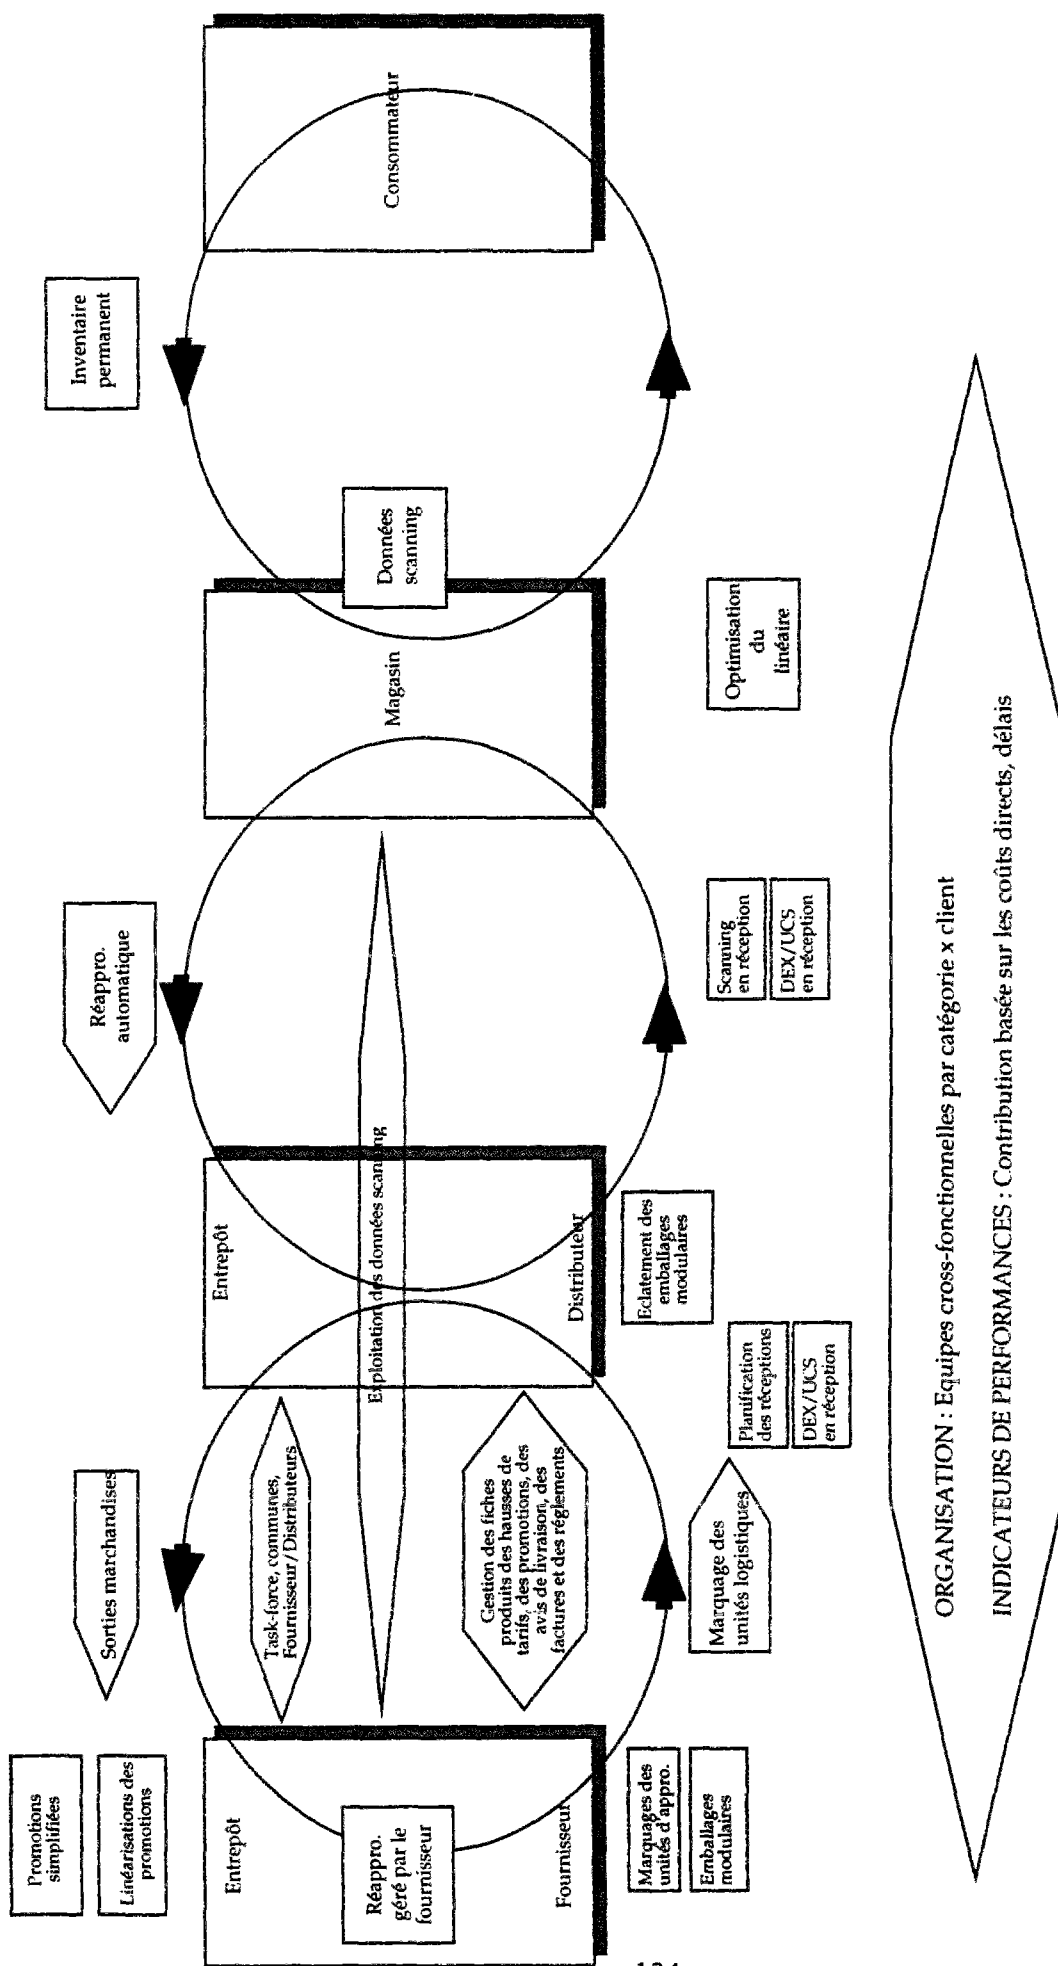 Promotions
simplifiées
Linéarisations des
promotions
Sorties marchandises
Réappro.
automatique
Inventaire
permanent
Entrepôt
Réappro.
géré par le
fournisseur
Fournisseur
Task-force, communes,
Fournisseur/Distributeurs
Exploitation des données scanning
Gestion des fiches
produits des hausses de
tarifs, des promotions, des
avis de livraison, des
factures et des réglements
Entrepôt
Distributeur
Magasin
Données
scanning
Consommateur
Marquages des
unités d'appro.
Emballages
modulaires
Marquage des
unités logistiques
Planification
des réceptions
DEX/UCS
en réception
Eclatement des
emballages
modulaires
Scanning
en réception
DEX/UCS
en réception
Optimisation
du
linéaire
ORGANISATION : Equipes cross-fonctionnelles par catégorie x client
INDICATEURS DE PERFORMANCES : Contribution basée sur les coûts directs, délais